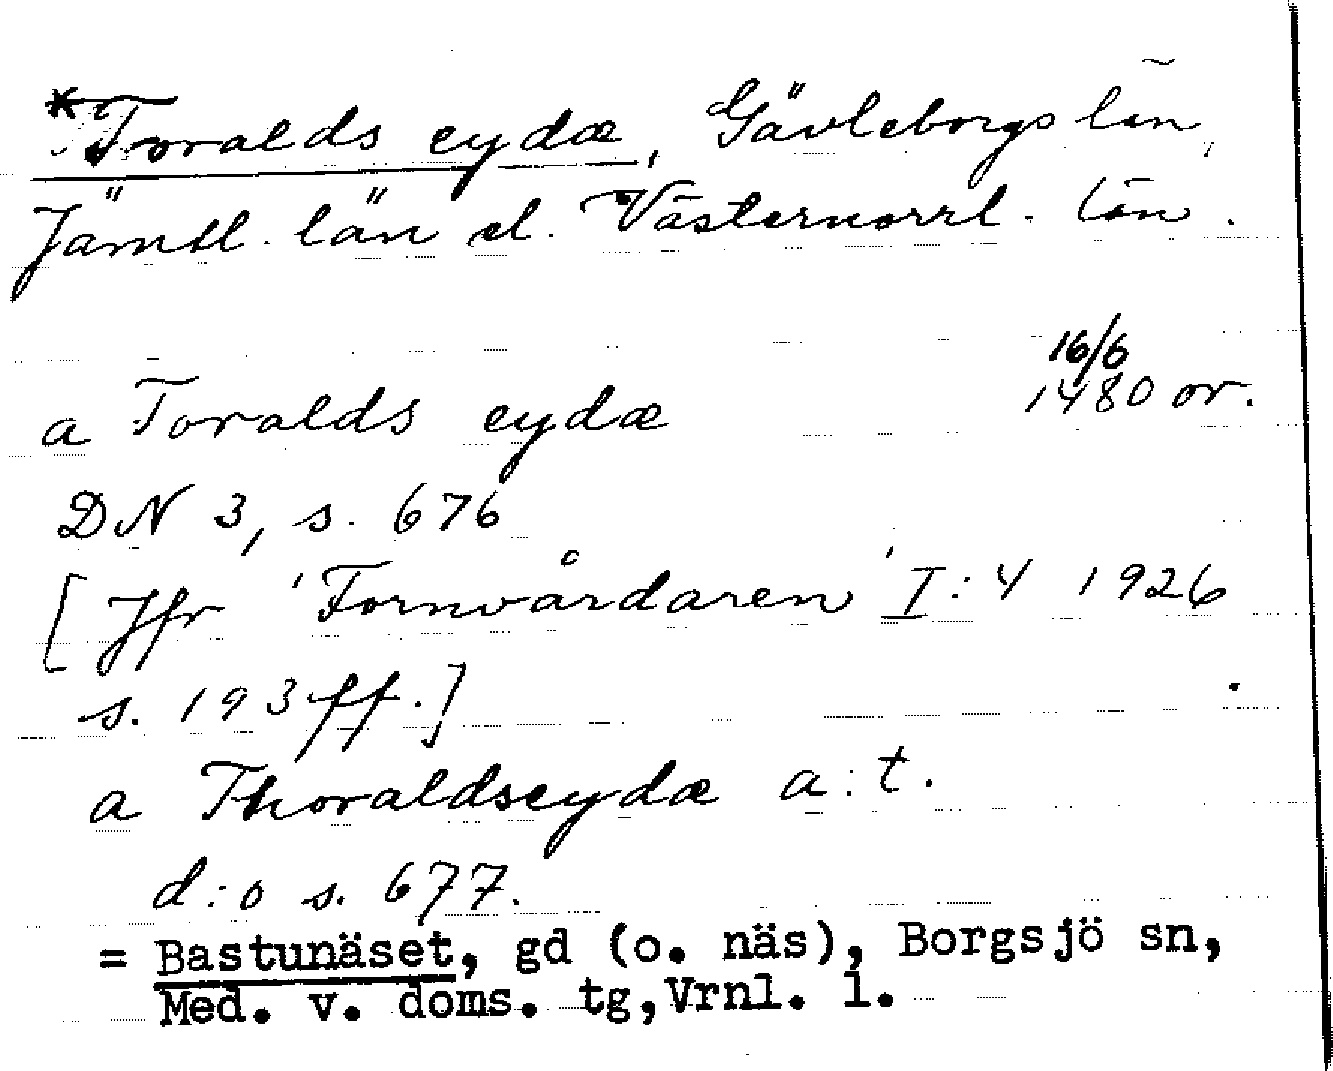 *Toralds eydæ, Gävleborgs län,
Jämtl. län el. Västernorrl. län.
16/6
a Toralds eydæ 1480 or.
DN 3, s. 676
[Jfr 'Fornvårdaren' I:4 1926
s. 193 ff.]
a Thoraldseydæ a:t.
d:o s. 677.
= Bastunäset, gd (o. näs), Borgsjö sn,
Med. v. doms. tg,Vrnl. l.